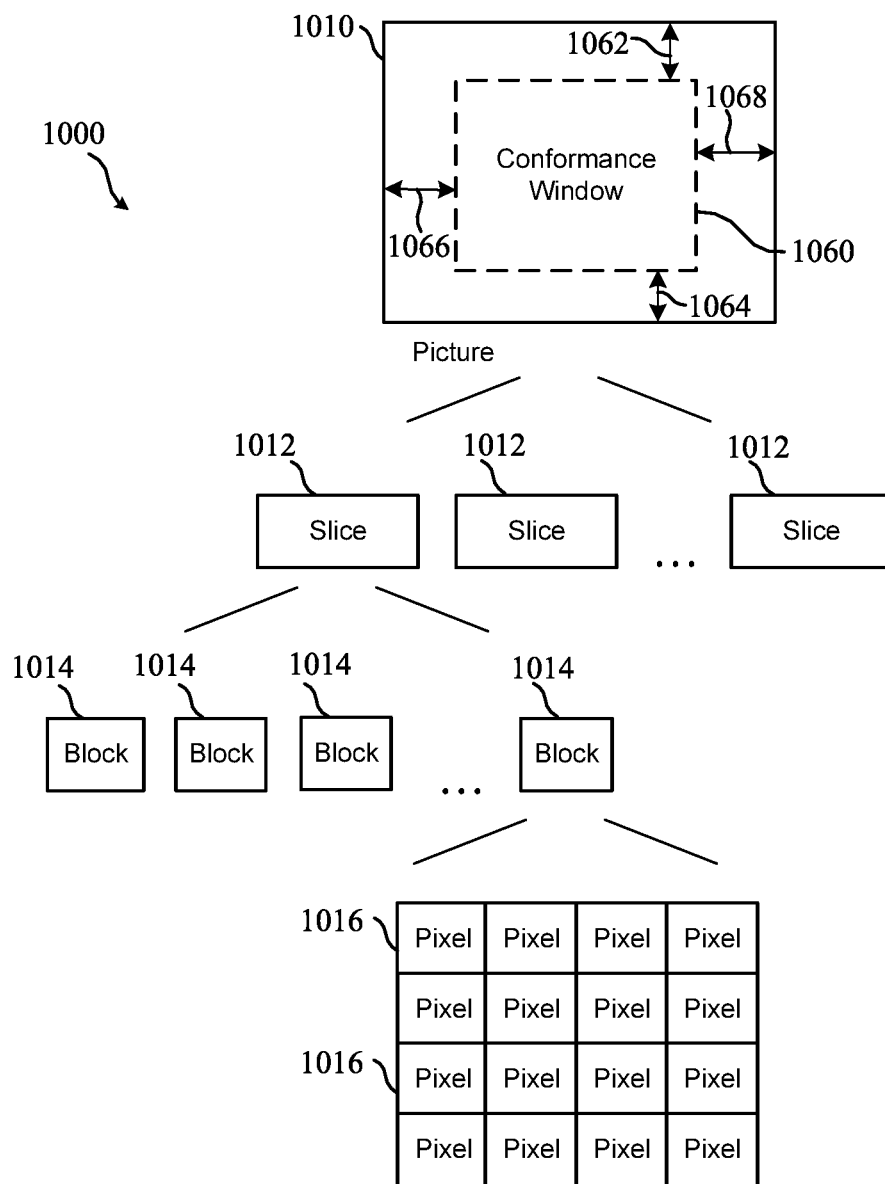 1010
1062
1068
1000
Conformance
Window
1066
1060
1064
Picture
1012
1012
1012
Slice
Slice
...
Slice
1014
1014
1014
1014
Block
Block
Block
...
Block
1016
Pixel Pixel Pixel Pixel
Pixel Pixel Pixel Pixel
1016
Pixel Pixel Pixel Pixel
Pixel Pixel Pixel Pixel